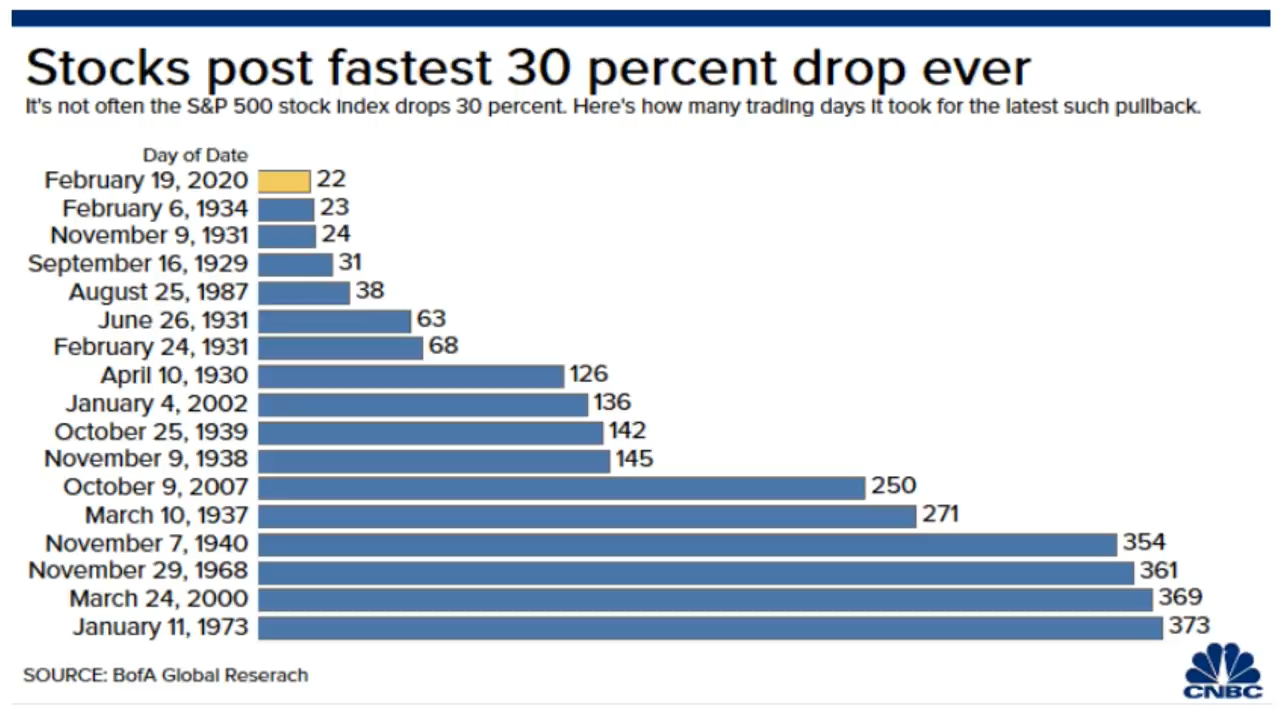 Stocks post fastest 30 percent drop ever
It's not often the S&P 500 stock index drops 30 percent. Here's how many trading days it took for the latest such pullback.
Day of Date
February 19, 2020 22
February 6, 1934 23
November 9, 1931 24
September 16, 1929 31
August 25, 1987 38
June 26, 1931 63
February 24, 1931 68
April 10, 1930 126
January 4, 2002 136
October 25, 1939 142
November 9, 1938 145
October 9, 2007 250
March 10, 1937 271
November 7, 1940 354
November 29, 1968 361
March 24, 2000 369
January 11, 1973 373
SOURCE: BofA Global Reserach
CNBC